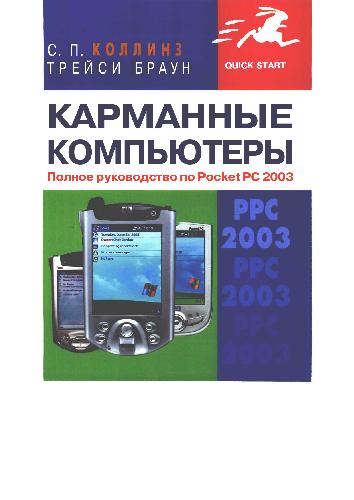 С. П. КОЛЛИНЗ
ТРЕЙСИ БРАУН
QUICK START
КАРМАННЫЕ
КОМПЬЮТЕРЫ
Полное руководство по Pocket PC 2003
PPC
2003
PPC
2003
PPC
2003